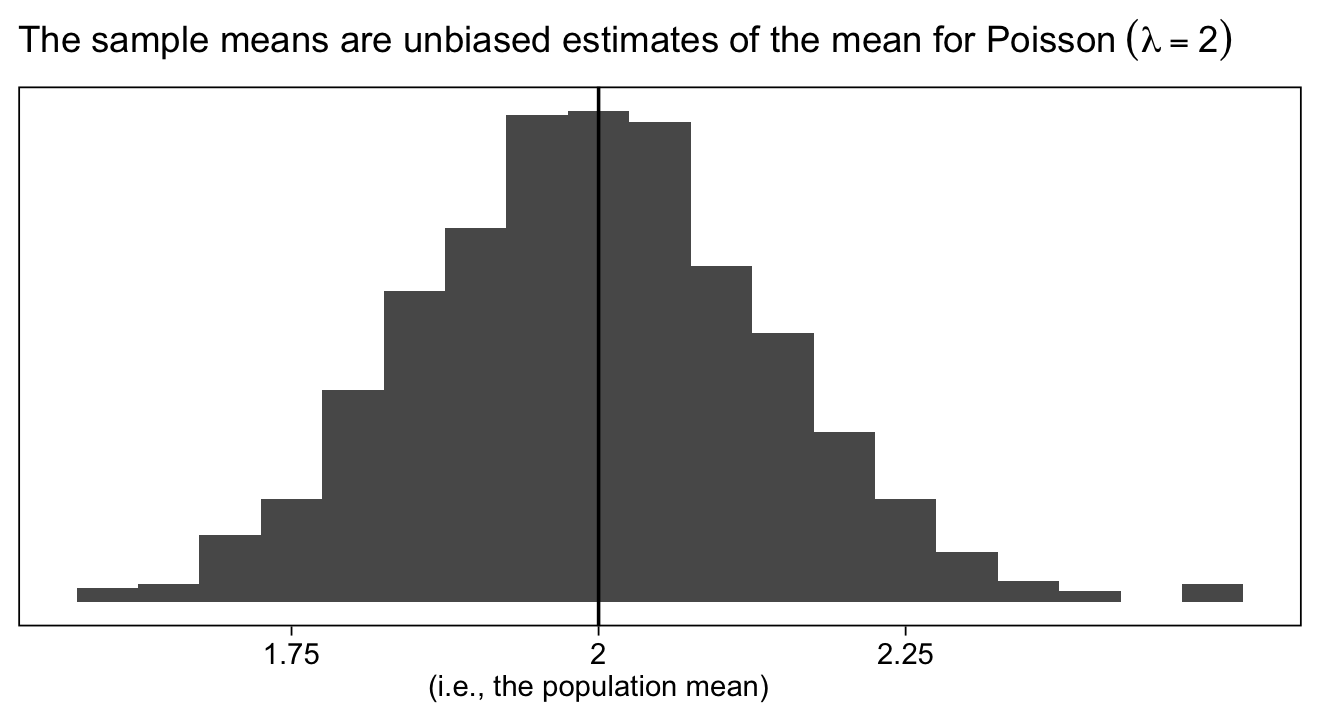 The sample means are unbiased estimates of the mean for Poisson (λ = 2)
1.75 2 2.25
(i.e., the population mean)